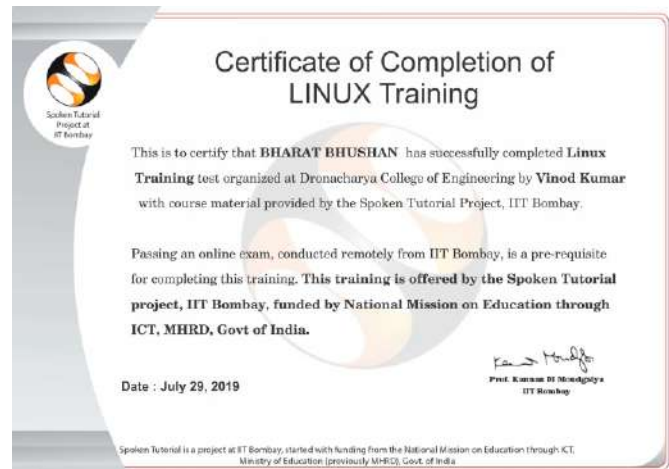 Certificate of Completion of
LINUX Training
Spoken Tutorial
Project at
IIT Bombay
This is to certify that BHARAT BHUSHAN has successfully completed Linux
Training test organized at Dronacharya College of Engineering by Vinod Kumar
with course material provided by the Spoken Tutorial Project, IIT Bombay.
Passing an online exam, conducted remotely from IIT Bombay, is a pre-requisite
for completing this training. This training is offered by the Spoken Tutorial
project, IIT Bombay, funded by National Mission on Education through
ICT, MHRD, Govt of India.
Date : July 29, 2019
Prof. Kannan M Moudgalya
IIT Bombay
Spoken Tutorial is a project at IIT Bombay, started with funding from the National Mission on Education through ICT,
Ministry of Education (previously MHRD), Govt. of India